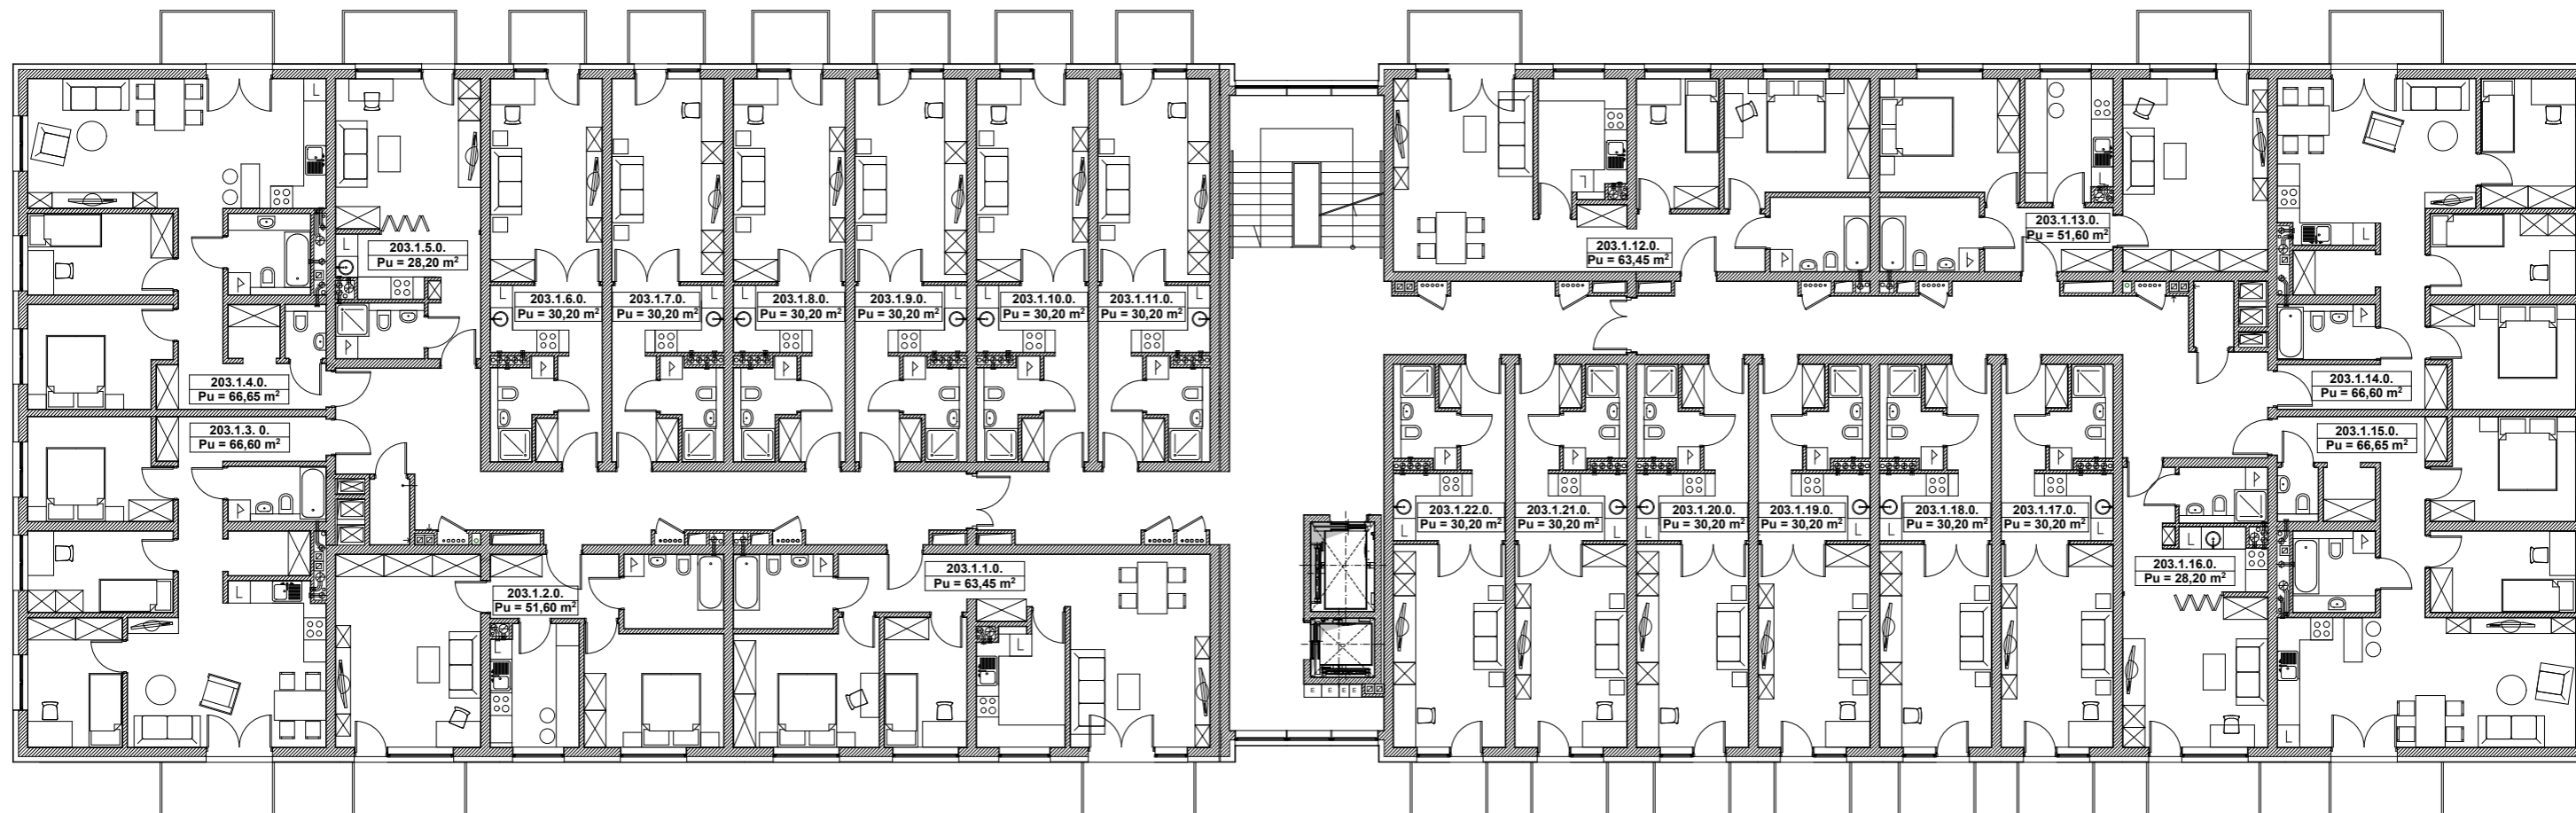 203.1.5.0.
Pu = 28,20 m²
203.1.6.0.
Pu = 30,20 m²
203.1.7.0.
Pu = 30,20 m²
203.1.8.0.
Pu = 30,20 m²
203.1.9.0.
Pu = 30,20 m²
203.1.10.0.
Pu = 30,20 m²
203.1.11.0.
Pu = 30,20 m²
203.1.12.0.
Pu = 63,45 m²
203.1.13.0.
Pu = 51,60 m²
203.1.4.0.
Pu = 66,65 m²
203.1.3. 0.
Pu = 66,60 m²
203.1.14.0.
Pu = 66,60 m²
203.1.15.0.
Pu = 66,65 m²
203.1.2.0.
Pu = 51,60 m²
203.1.1.0.
Pu = 63,45 m²
203.1.22.0.
Pu = 30,20 m²
203.1.21.0.
Pu = 30,20 m²
203.1.20.0.
Pu = 30,20 m²
203.1.19.0.
Pu = 30,20 m²
203.1.18.0.
Pu = 30,20 m²
203.1.17.0.
Pu = 30,20 m²
203.1.16.0.
Pu = 28,20 m²
E E E E